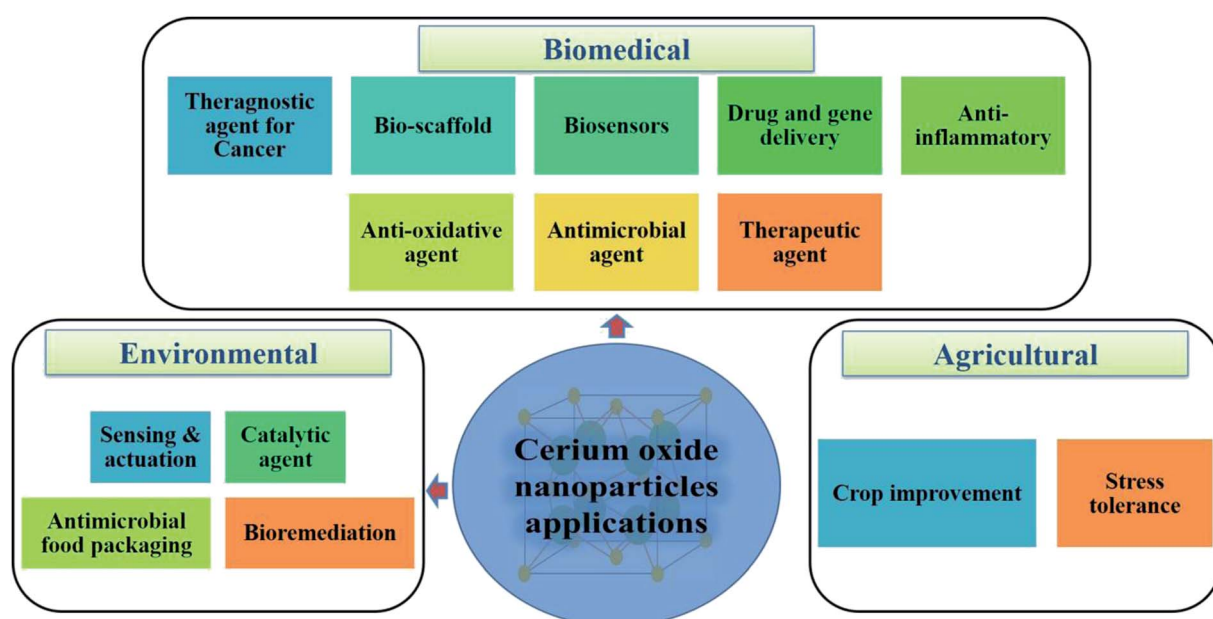 Biomedical
Theragnostic
agent for
Cancer
Bio-scaffold
Biosensors
Drug and gene
delivery
Anti-
inflammatory
Anti-oxidative
agent
Antimicrobial
agent
Therapeutic
agent
Environmental
Sensing &
actuation
Catalytic
agent
Antimicrobial
food packaging
Bioremediation
Cerium oxide
nanoparticles
applications
Agricultural
Crop improvement
Stress
tolerance